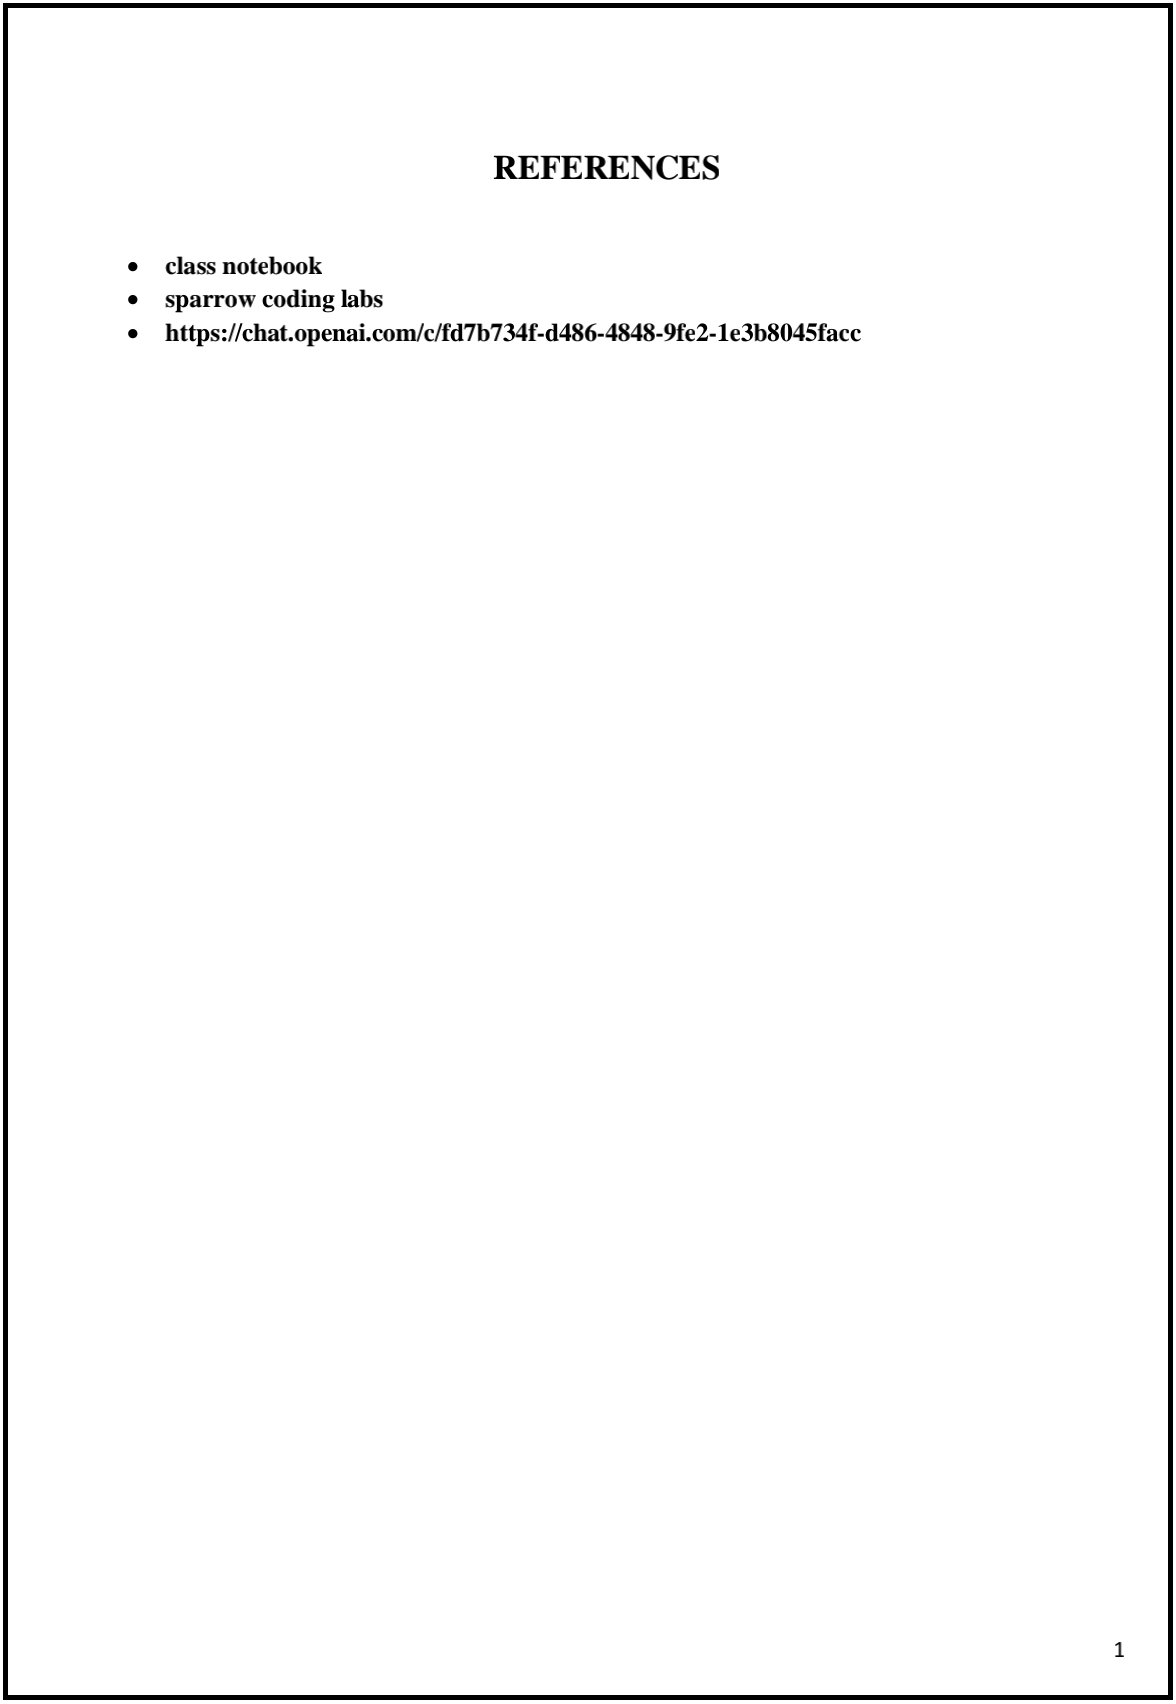 REFERENCES
• class notebook
• sparrow coding labs
• https://chat.openai.com/c/fd7b734f-d486-4848-9fe2-1e3b8045facc
1